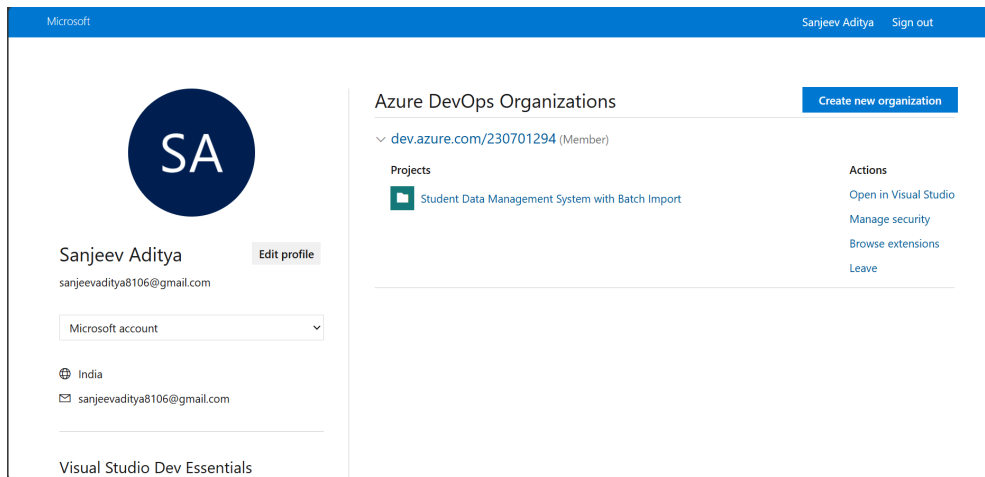 Microsoft
Sanjeev Aditya Sign out
SA
Sanjeev Aditya
Edit profile
sanjeevaditya8106@gmail.com
Microsoft account
India
sanjeevaditya8106@gmail.com
Visual Studio Dev Essentials
Azure DevOps Organizations
Create new organization
dev.azure.com/230701294 (Member)
Projects
Student Data Management System with Batch Import
Actions
Open in Visual Studio
Manage security
Browse extensions
Leave